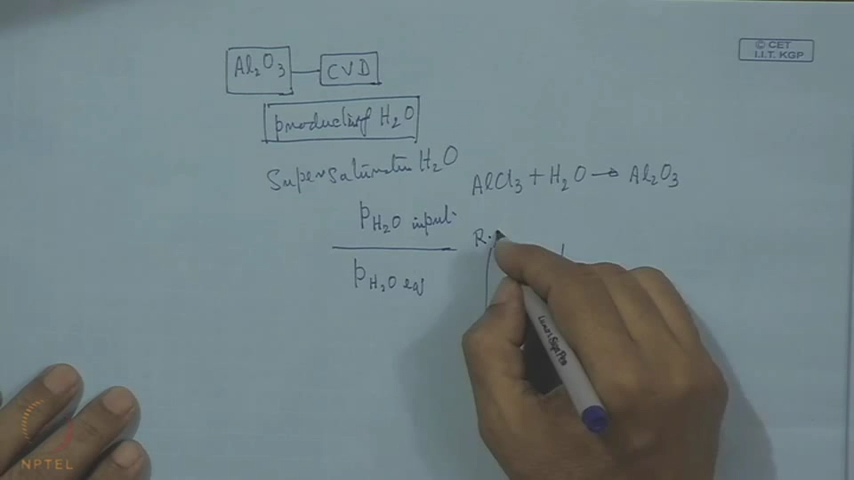 © CET
I.I.T. KGP
Al2O3 CVD
production of H2O
Supersaturation H2O
AlCl3 + H2O → Al2O3
pH2O input
pH2O eq
R.
NPTEL